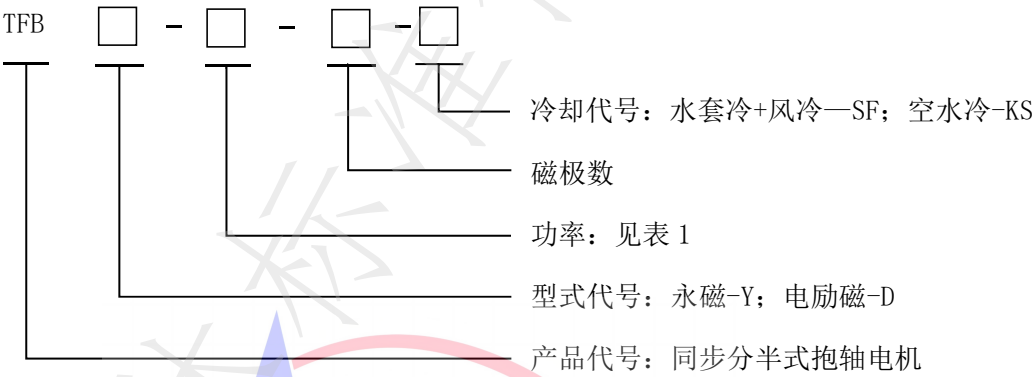 TFB □ - □ - □ - □
冷却代号：水套冷+风冷—SF；空水冷-KS
磁极数
功率：见表 1
型式代号：永磁-Y；电励磁-D
产品代号：同步分半式抱轴电机